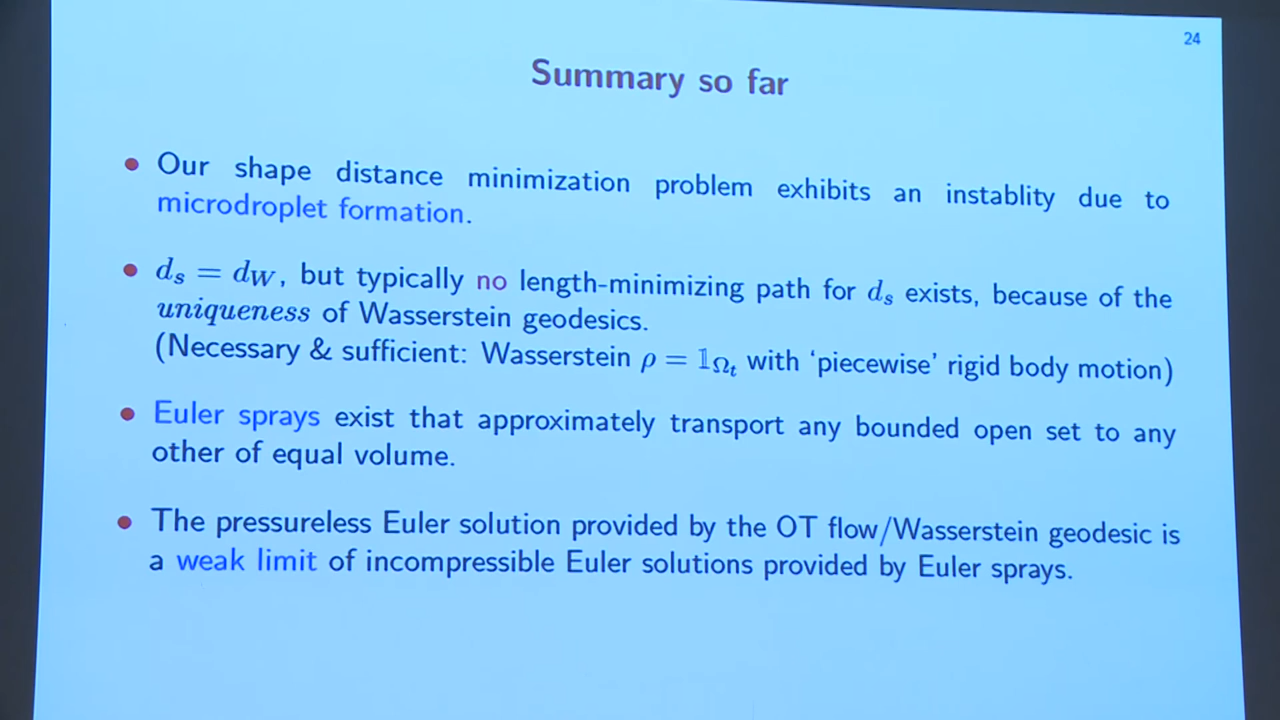 24
Summary so far
• Our shape distance minimization problem exhibits an instablity due to
microdroplet formation.
• dₛ = d_W, but typically no length-minimizing path for dₛ exists, because of the
uniqueness of Wasserstein geodesics.
(Necessary & sufficient: Wasserstein ρ = 𝟙_{Ω_t} with ‘piecewise’ rigid body motion)
• Euler sprays exist that approximately transport any bounded open set to any
other of equal volume.
• The pressureless Euler solution provided by the OT flow/Wasserstein geodesic is
a weak limit of incompressible Euler solutions provided by Euler sprays.